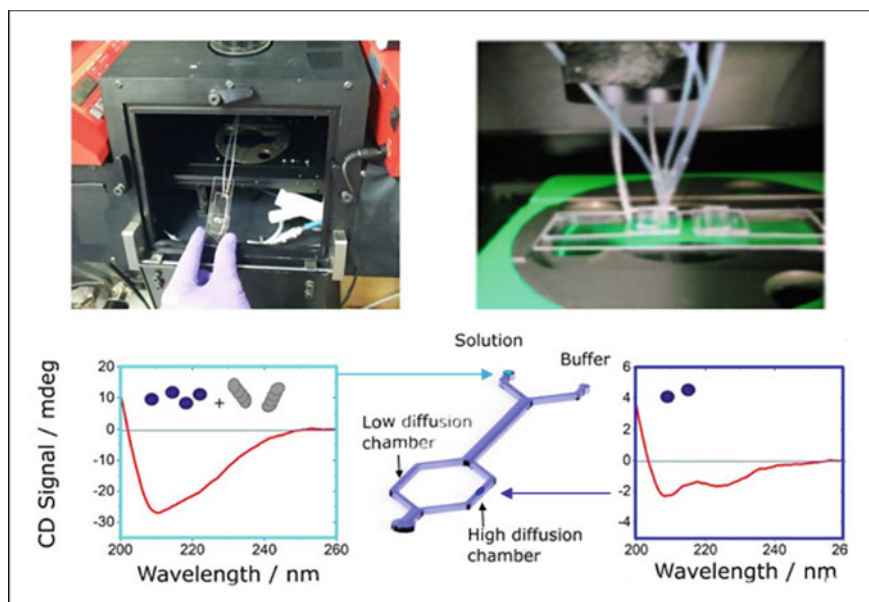 Solution
Buffer
Low diffusion
chamber
High diffusion
chamber
CD Signal / mdeg
20
10
0
-10
-20
-30
+
200 220 240 260
Wavelength / nm
6
4
2
0
-2
-4
200 220 240 26
Wavelength / nm